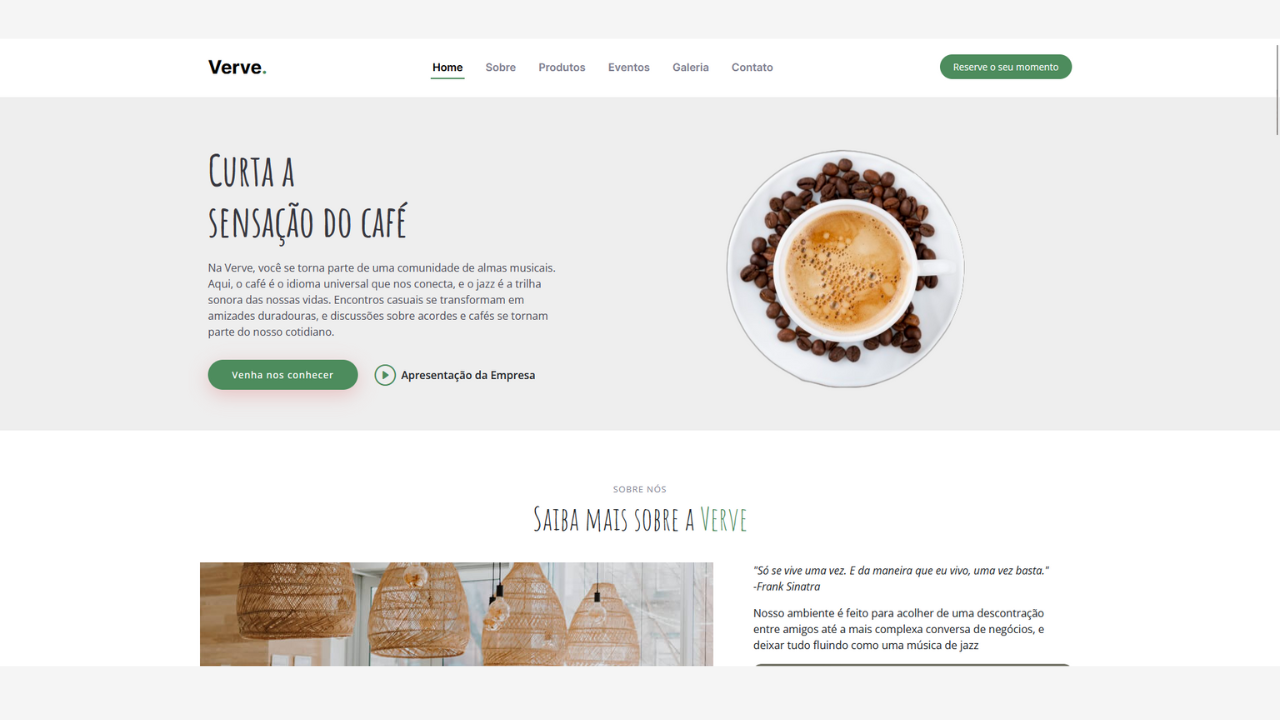 Verve.
Home
Sobre
Produtos
Eventos
Galeria
Contato
Reserve o seu momento
Curta a
sensação do café
Na Verve, você se torna parte de uma comunidade de almas musicais.
Aqui, o café é o idioma universal que nos conecta, e o jazz é a trilha
sonora das nossas vidas. Encontros casuais se transformam em
amizades duradouras, e discussões sobre acordes e cafés se tornam
parte do nosso cotidiano.
Venha nos conhecer
Apresentação da Empresa
SOBRE NÓS
Saiba mais sobre a Verve
"Só se vive uma vez. E da maneira que eu vivo, uma vez basta."
-Frank Sinatra
Nosso ambiente é feito para acolher de uma descontração
entre amigos até a mais complexa conversa de negócios, e
deixar tudo fluindo como uma música de jazz